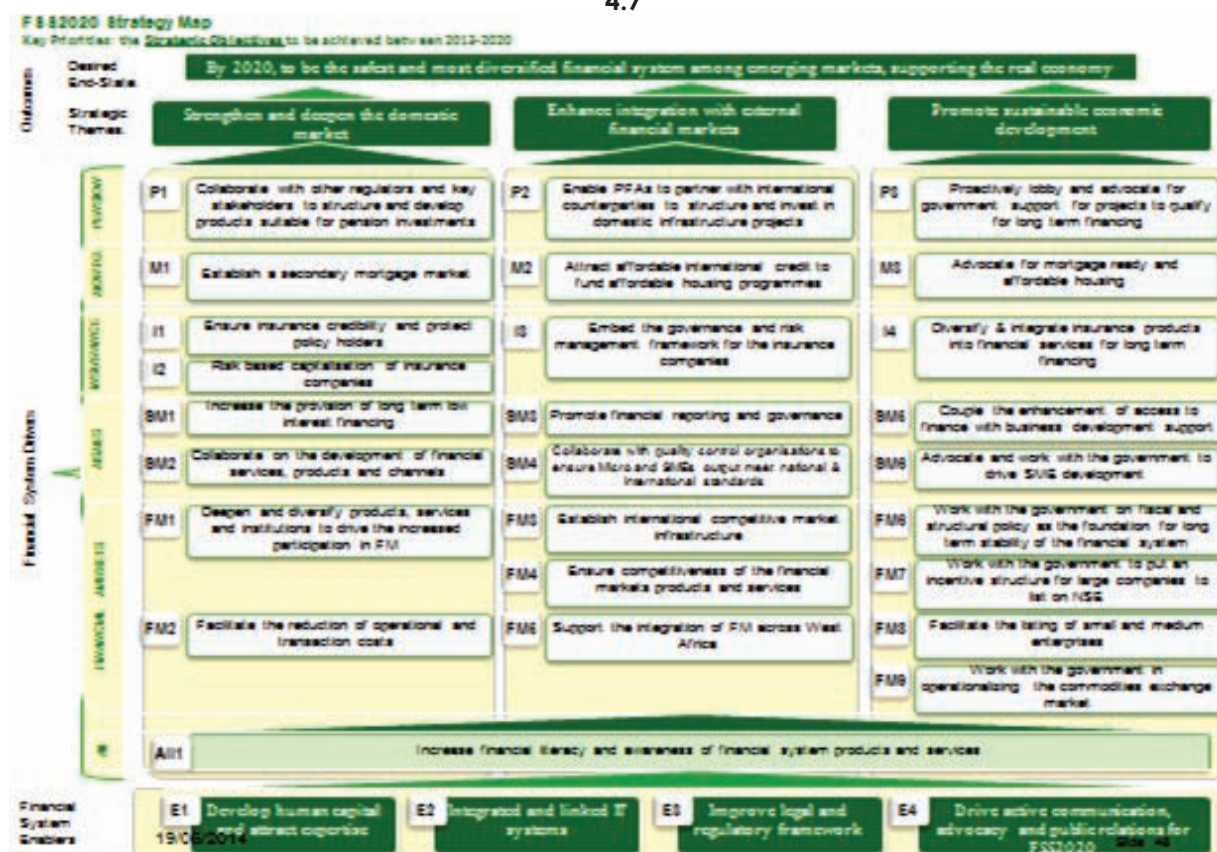 4.7
FSS2020 Strategy Map
Key Priorities: the Strategic Objectives to be achieved between 2013-2020
Outcomes
Desired
End-State
By 2020, to be the safest and most diversified financial system among emerging markets, supporting the real economy
Strategic
Themes
Strengthen and deepen the domestic
market
Enhance integration with external
financial markets
Promote sustainable economic
development
Financial System Drivers
P1
Collaborate with other regulators and key
stakeholders to structure and develop
products suitable for pension investments
P2
Enable PFAs to partner with international
counterparties to structure and invest in
domestic infrastructure projects
P3
Proactively lobby and advocate for
government support for projects to qualify
for long term financing
M1
Establish a secondary mortgage market
M2
Attract affordable international credit to
fund affordable housing programmes
M3
Advocate for mortgage ready and
affordable housing
INSURANCE
I1
Ensure insurance credibility and protect
policy holders
I2
Risk based capitalisation of insurance
companies
I3
Embed the governance and risk
management framework for the insurance
companies
I4
Diversify & integrate insurance products
into financial services for long term
financing
SM1
Increase the provision of long term low
interest financing
SM2
Collaborate on the development of financial
services, products and channels
SM3
Promote financial reporting and governance
SM4
Collaborate with quality control organisations to
ensure Micro and SMEs output meet national &
international standards
SM5
Couple the enhancement of access to
finance with business development support
SM6
Advocate and work with the government to
drive SME development
FINANCIAL MARKETS
FM1
Deepen and diversify products, services
and institutions to drive the increased
participation in FM
FM2
Facilitate the reduction of operational and
transaction costs
FM3
Establish international competitive market
infrastructure
FM4
Ensure competitiveness of the financial
markets products and services
FM5
Support the integration of FM across West
Africa
FM6
Work with the government on fiscal and
structural policy as the foundation for long
term stability of the financial system
FM7
Work with the government to put an
incentive structure for large companies to
list on NSE
FM8
Facilitate the listing of small and medium
enterprises
FM9
Work with the government in
operationalizing the commodities exchange
market
All1
Increase financial literacy and awareness of financial system products and services
Financial
System
Enablers
E1
Develop human capital
attract expertise
E2
Integrated and linked IT
systems
E3
Improve legal and
regulatory framework
E4
Drive active communication,
advocacy and public relations for
FSS2020
19/06/2014
Slide 48